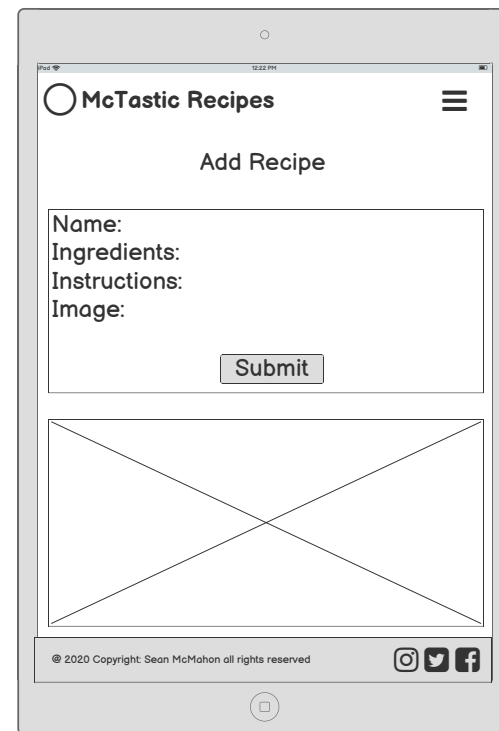 iPad 12:22 PM
McTastic Recipes
Add Recipe
Name:
Ingredients:
Instructions:
Image:
Submit
@ 2020 Copyright: Sean McMahon all rights reserved